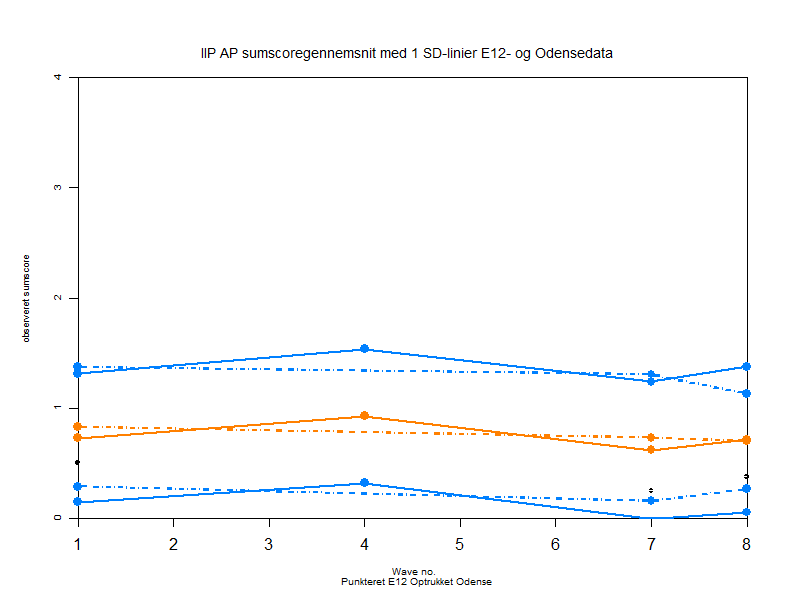 IIP AP sumscoregennemsnit med 1 SD-linier E12- og Odensedata
4
3
2
1
0
observeret sumscore
1 2 3 4 5 6 7 8
Wave no.
Punkteret E12 Optrukket Odense